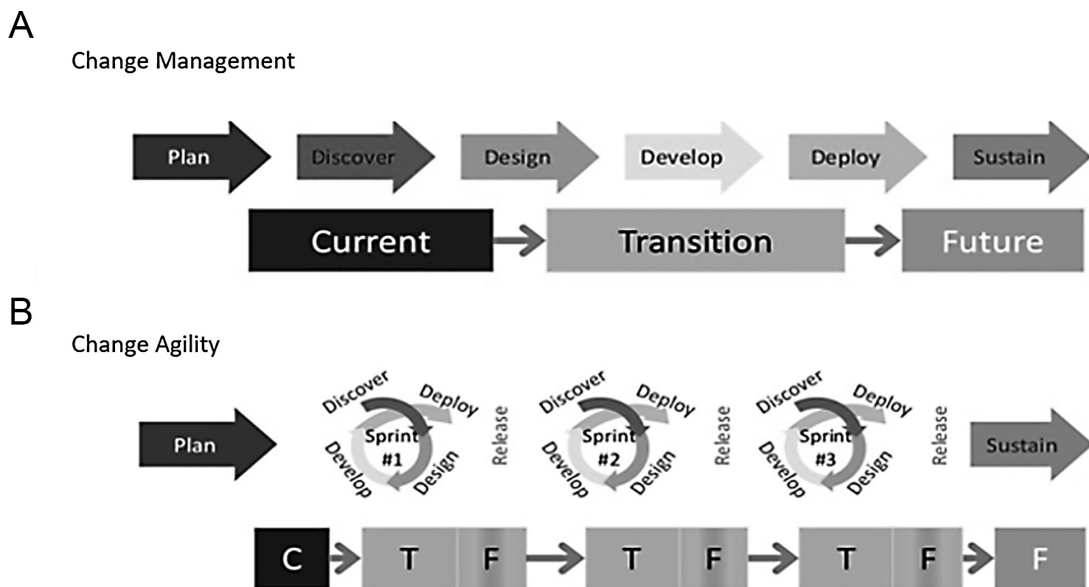 A
Change Management
Plan Discover Design Develop Deploy Sustain
Current Transition Future
B
Change Agility
Plan
Discover Deploy Sprint #1 Develop Design Release
Discover Deploy Sprint #2 Develop Design Release
Discover Deploy Sprint #3 Develop Design Release
Sustain
C T F T F T F F